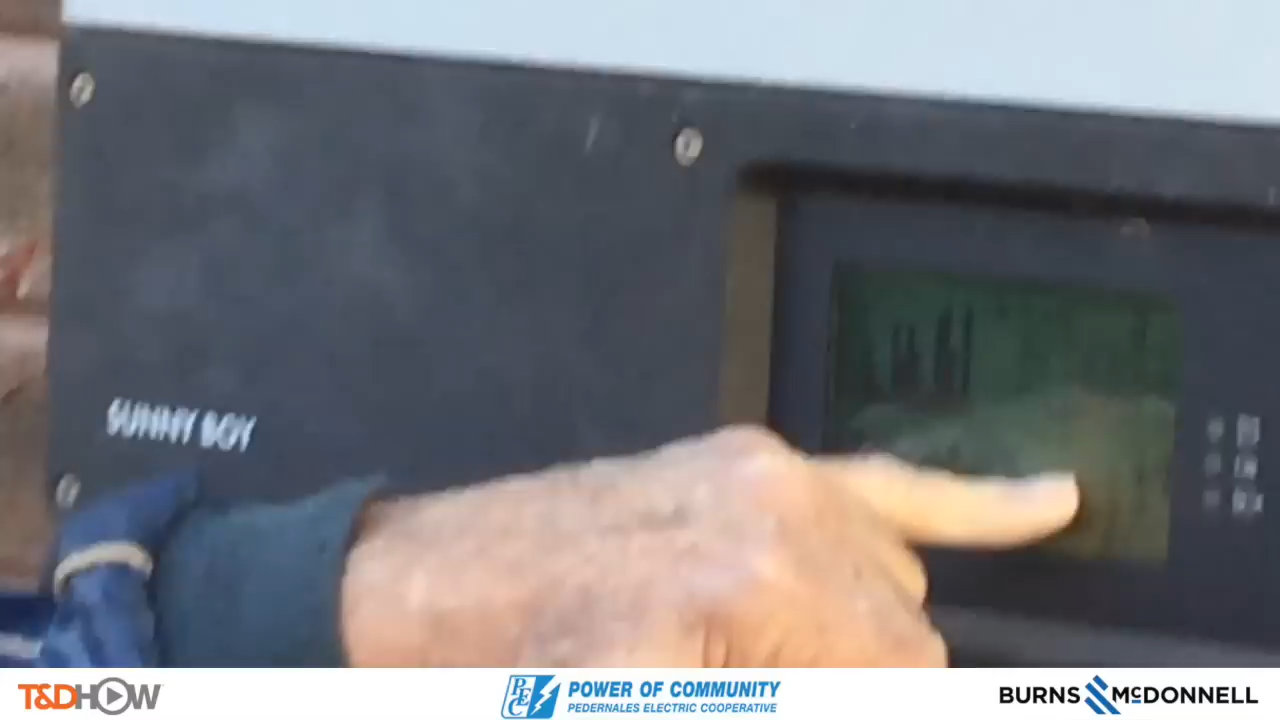 SUNNY BOY
T&DHOW
PEC
POWER OF COMMUNITY
PEDERNALES ELECTRIC COOPERATIVE
BURNS MCDONNELL